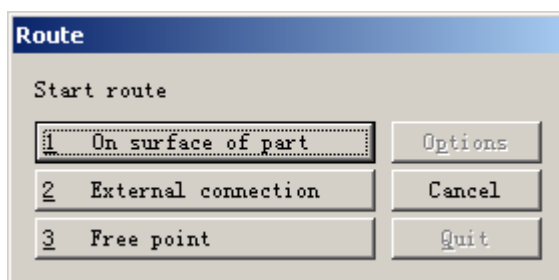 Route
Start route
1 On surface of part
Options
2 External connection
Cancel
3 Free point
Quit